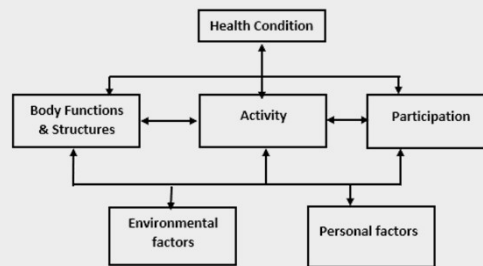 Health Condition
Body Functions
& Structures
Activity
Participation
Environmental
factors
Personal factors